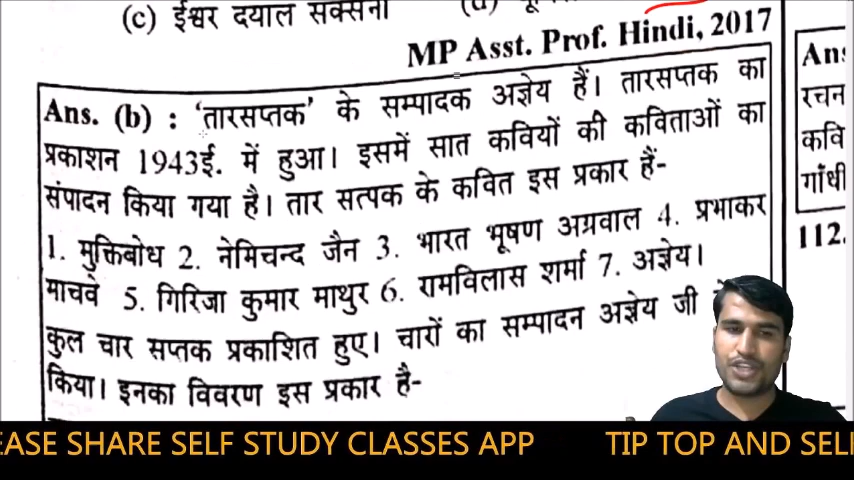 (c) ईश्वर दयाल सक्सेना
MP Asst. Prof. Hindi, 2017
Ans. (b) : 'तारसप्तक' के सम्पादक अज्ञेय हैं। तारसप्तक का
प्रकाशन 1943ई. में हुआ। इसमें सात कवियों की कविताओं का
संपादन किया गया है। तार सत्पक के कवित इस प्रकार हैं-
1. मुक्तिबोध 2. नेमिचन्द जैन 3. भारत भूषण अग्रवाल 4. प्रभाकर
माचवे 5. गिरिजा कुमार माथुर 6. रामविलास शर्मा 7. अज्ञेय।
कुल चार सप्तक प्रकाशित हुए। चारों का सम्पादन अज्ञेय जी
किया। इनका विवरण इस प्रकार है-
An
रचन
कवि
गाँधी
112.
EASE SHARE SELF STUDY CLASSES APP TIP TOP AND SEL